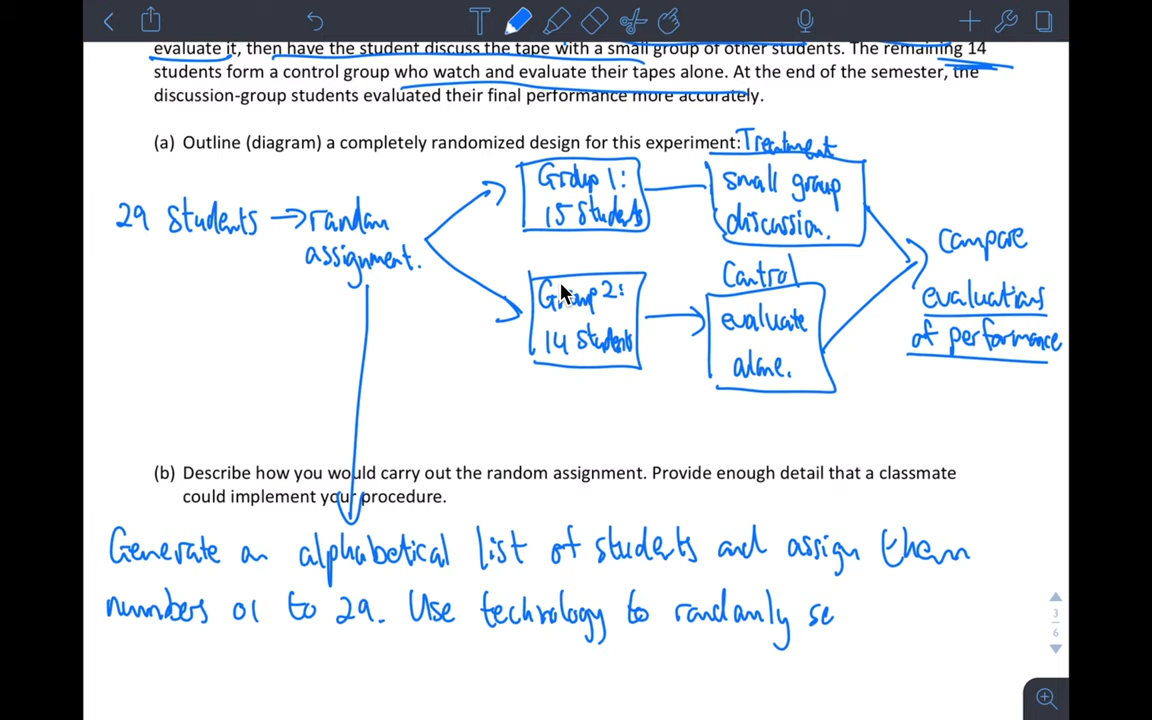 evaluate it, then have the student discuss the tape with a small group of other students. The remaining 14
students form a control group who watch and evaluate their tapes alone. At the end of the semester, the
discussion-group students evaluated their final performance more accurately.
(a) Outline (diagram) a completely randomized design for this experiment:
Treatment
29 students → random
assignment.
Group 1:
15 students
small group
discussion.
Group 2:
14 students
Control
evaluate
alone.
compare
evaluations
of performance
(b) Describe how you would carry out the random assignment. Provide enough detail that a classmate
could implement your procedure.
Generate an alphabetical list of students and assign them
numbers 01 to 29. Use technology to randomly se
3
6